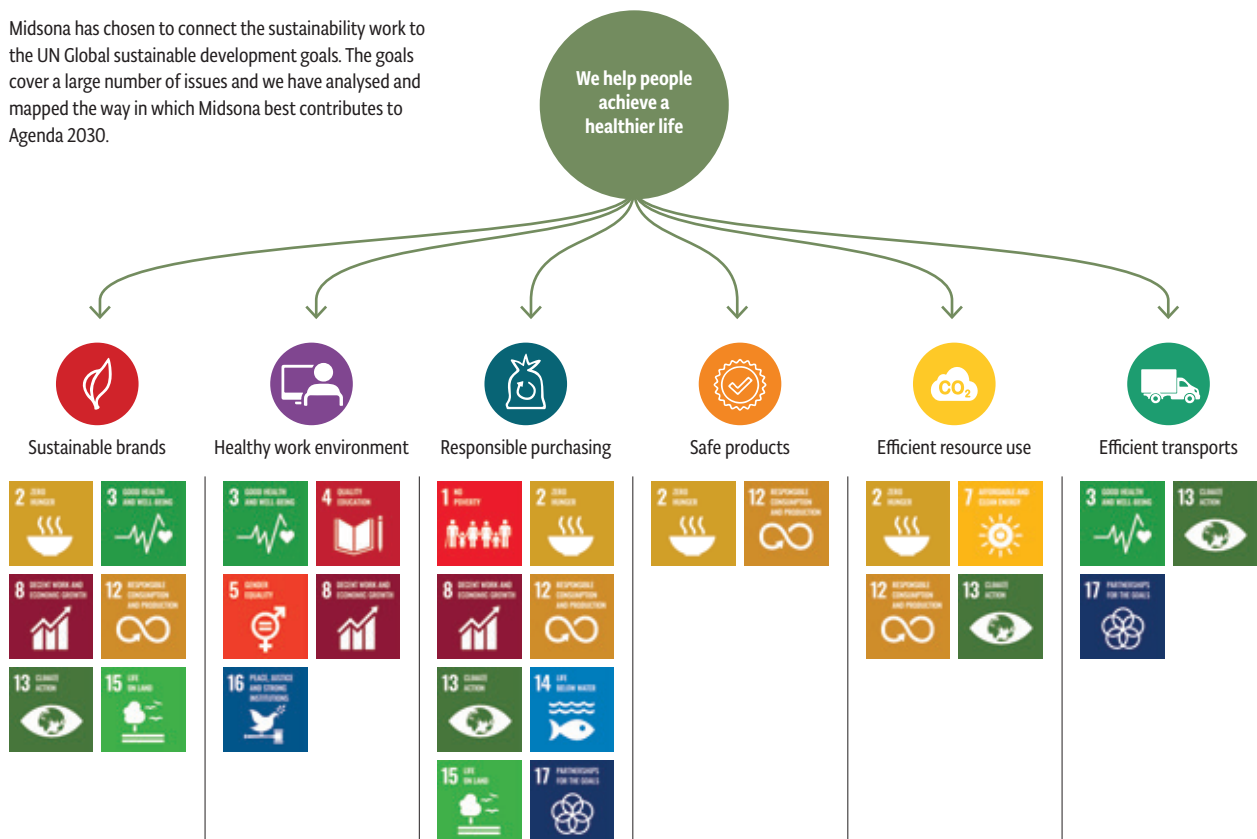 Midsona has chosen to connect the sustainability work to
the UN Global sustainable development goals. The goals
cover a large number of issues and we have analysed and
mapped the way in which Midsona best contributes to
Agenda 2030.
We help people
achieve a
healthier life
CO₂
Sustainable brands
Healthy work environment
Responsible purchasing
Safe products
Efficient resource use
Efficient transports
2 ZERO
HUNGER
3 GOOD HEALTH
AND WELL-BEING
8 DECENT WORK AND
ECONOMIC GROWTH
12 RESPONSIBLE
CONSUMPTION
AND PRODUCTION
13 CLIMATE
ACTION
15 LIFE
ON LAND
3 GOOD HEALTH
AND WELL-BEING
4 QUALITY
EDUCATION
5 GENDER
EQUALITY
8 DECENT WORK AND
ECONOMIC GROWTH
16 PEACE, JUSTICE
AND STRONG
INSTITUTIONS
1 NO
POVERTY
2 ZERO
HUNGER
8 DECENT WORK AND
ECONOMIC GROWTH
12 RESPONSIBLE
CONSUMPTION
AND PRODUCTION
13 CLIMATE
ACTION
14 LIFE
BELOW WATER
15 LIFE
ON LAND
17 PARTNERSHIPS
FOR THE GOALS
2 ZERO
HUNGER
12 RESPONSIBLE
CONSUMPTION
AND PRODUCTION
2 ZERO
HUNGER
7 AFFORDABLE AND
CLEAN ENERGY
12 RESPONSIBLE
CONSUMPTION
AND PRODUCTION
13 CLIMATE
ACTION
3 GOOD HEALTH
AND WELL-BEING
13 CLIMATE
ACTION
17 PARTNERSHIPS
FOR THE GOALS